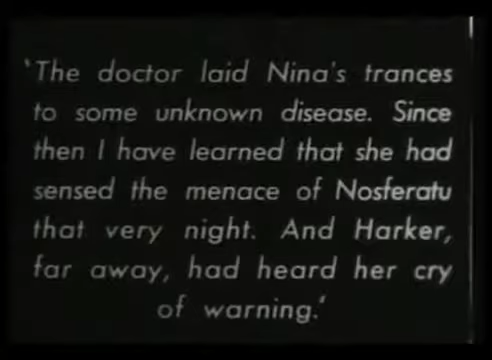 'The doctor laid Nina's trances
to some unknown disease. Since
then I have learned that she had
sensed the menace of Nosferatu
that very night. And Harker,
far away, had heard her cry
of warning.'